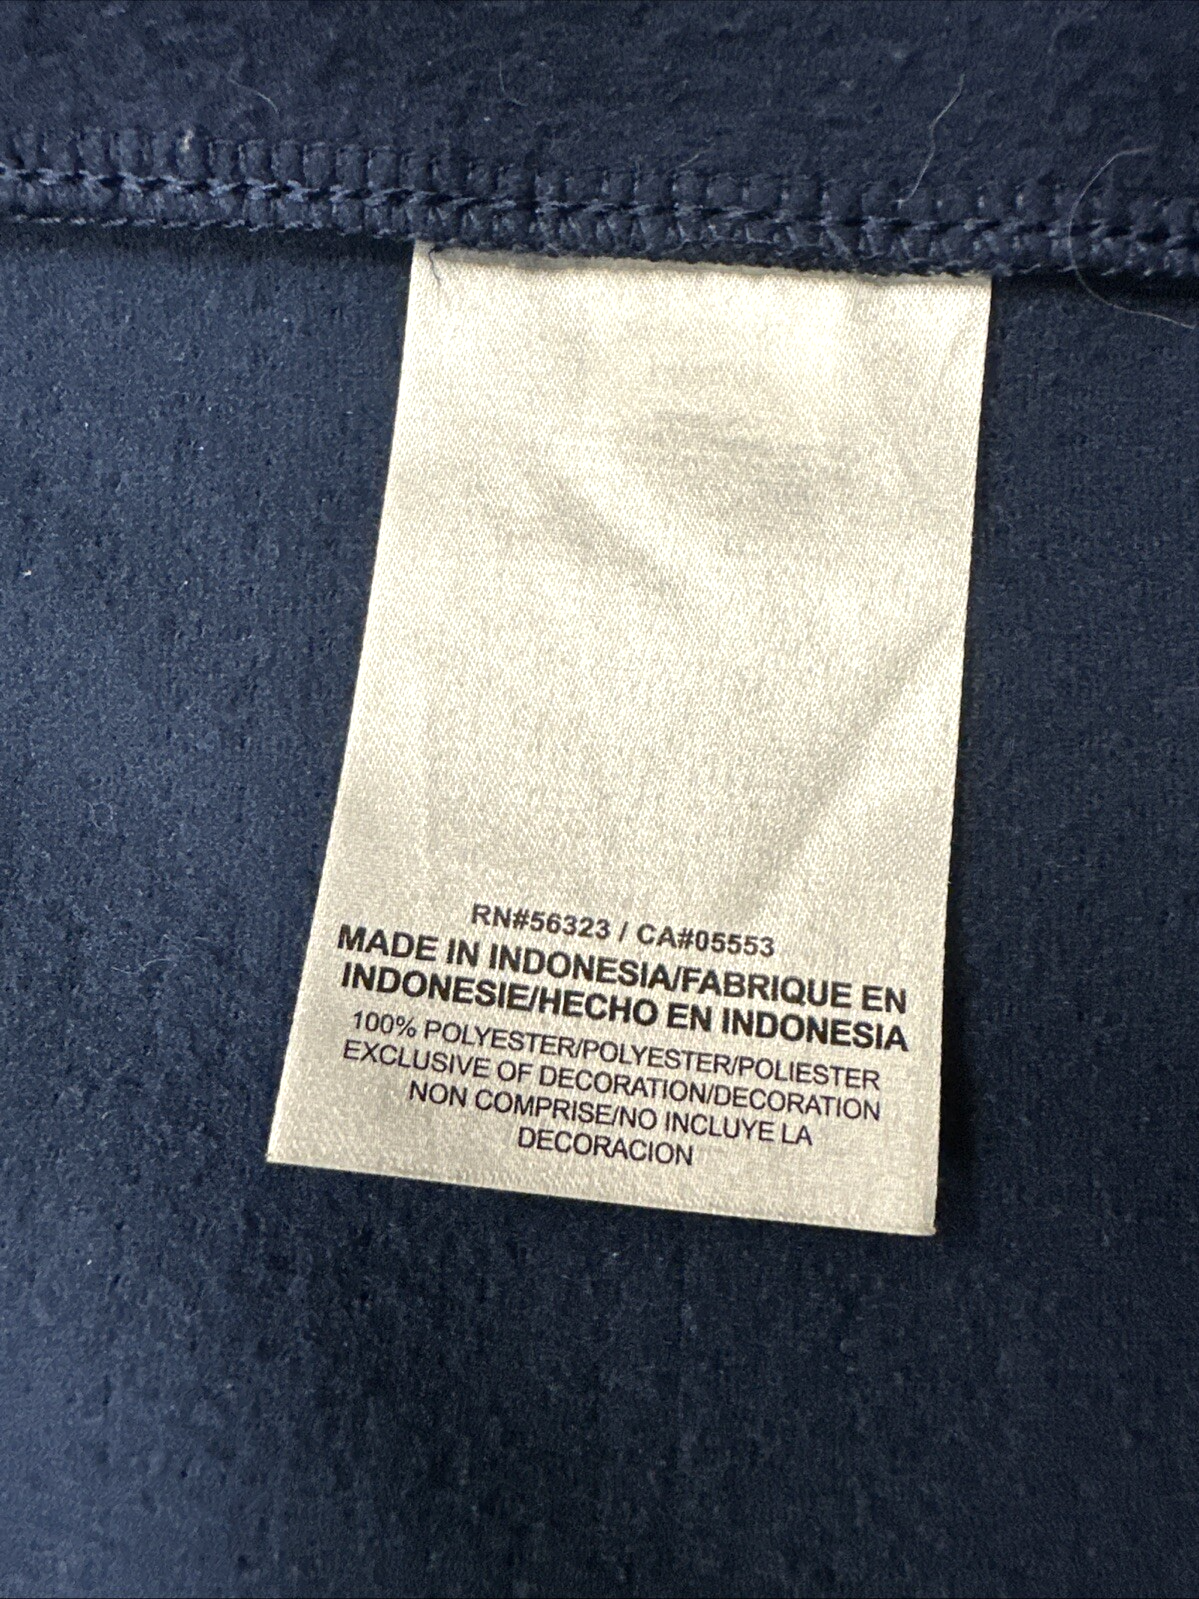 RN#56323 / CA#05553
MADE IN INDONESIA/FABRIQUE EN
INDONESIE/HECHO EN INDONESIA
100% POLYESTER/POLYESTER/POLIESTER
EXCLUSIVE OF DECORATION/DECORATION
NON COMPRISE/NO INCLUYE LA
DECORACION